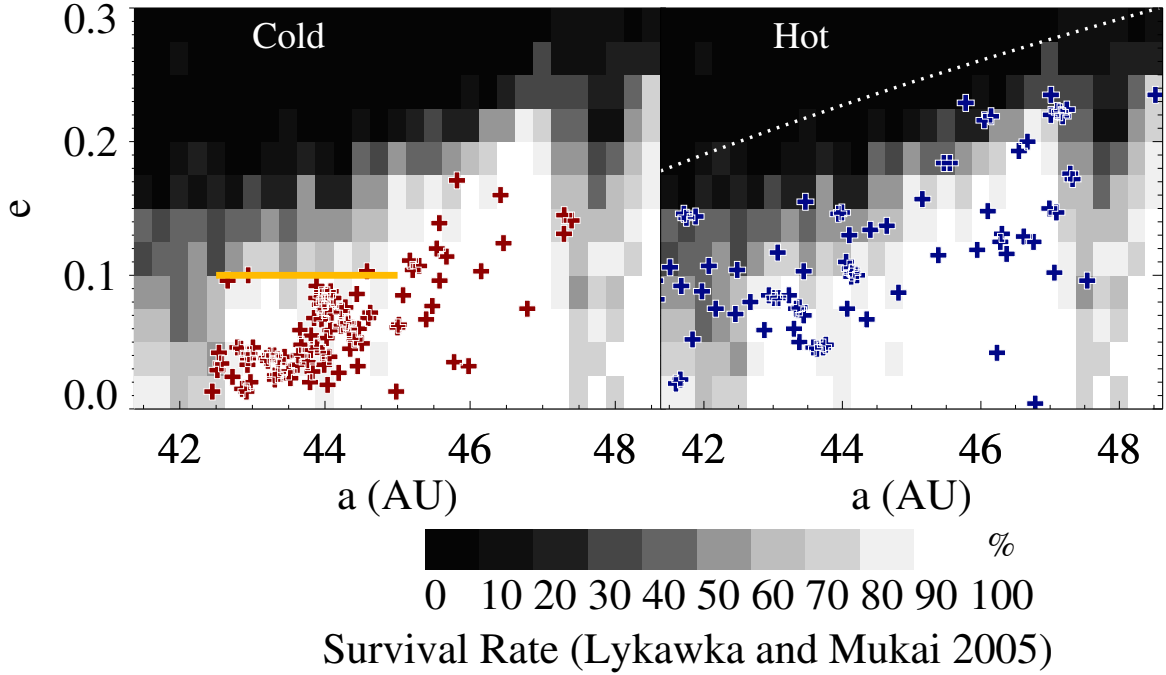 Cold Hot
0.3
0.2
0.1
0.0
e
42 44 46 48 42 44 46 48
a (AU) a (AU)
%
0 10 20 30 40 50 60 70 80 90 100
Survival Rate (Lykawka and Mukai 2005)